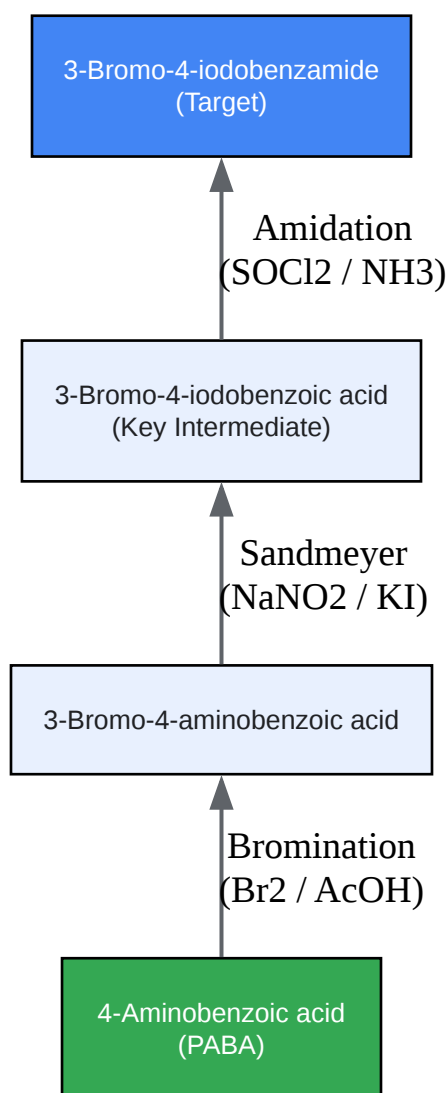 3-Bromo-4-iodobenzamide
(Target)
Amidation
(SOCl2 / NH3)
3-Bromo-4-iodobenzoic acid
(Key Intermediate)
Sandmeyer
(NaNO2 / KI)
3-Bromo-4-aminobenzoic acid
Bromination
(Br2 / AcOH)
4-Aminobenzoic acid
(PABA)